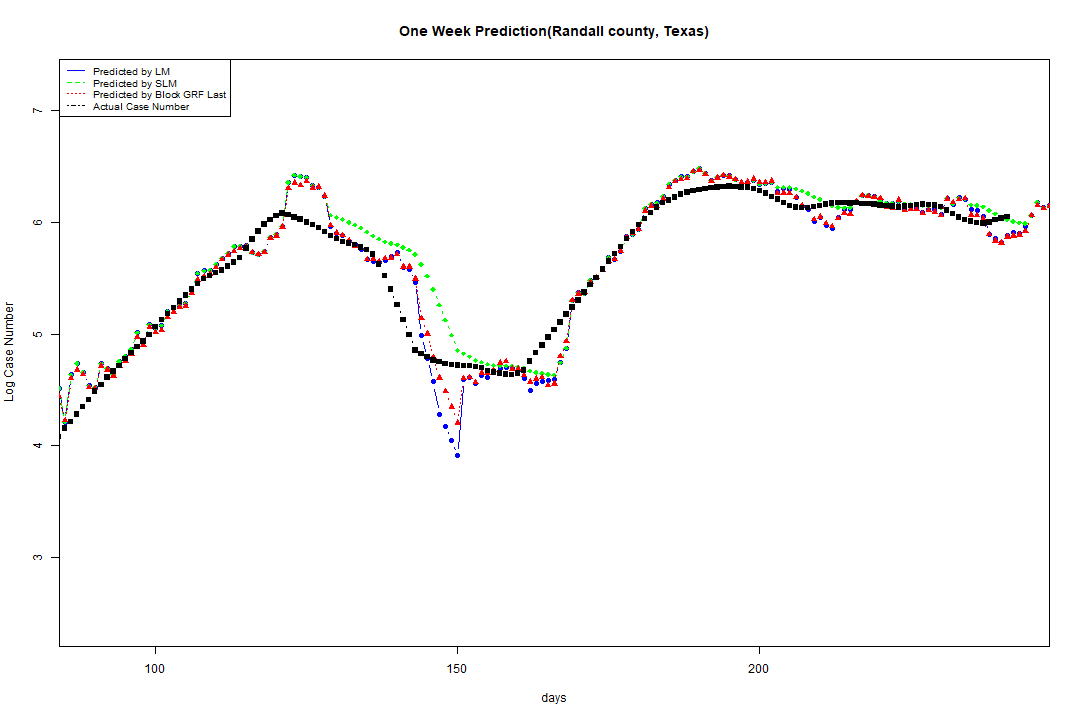 One Week Prediction(Randall county, Texas)
Predicted by LM
Predicted by SLM
Predicted by Block GRF Last
Actual Case Number
7
6
5
4
3
Log Case Number
100
150
200
days